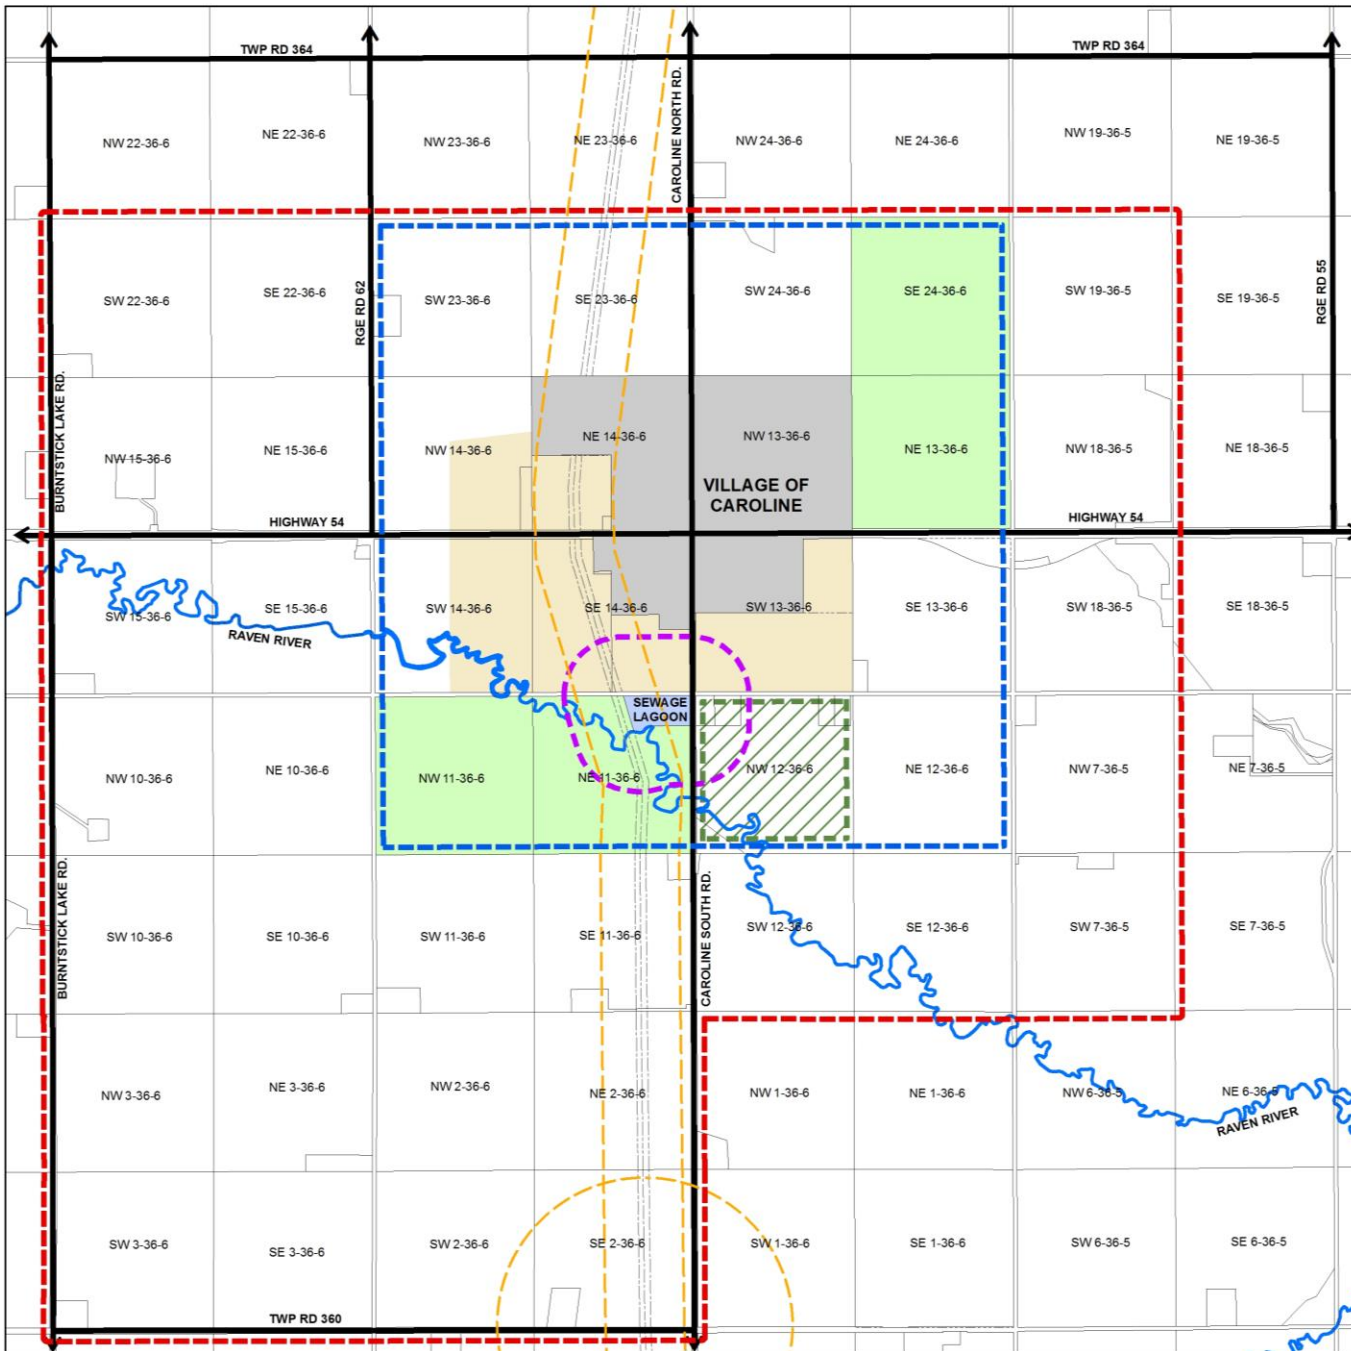 TWP RD 364
TWP RD 364
CAROLINE NORTH RD.
NW 22-36-6
NE 22-36-6
NW 23-36-6
NE 23-36-6
NW 24-36-6
NE 24-36-6
NW 19-36-5
NE 19-36-5
SW 22-36-6
SE 22-36-6
RGE RD 62
SW 23-36-6
SE 23-36-6
SW 24-36-6
SE 24-36-6
SW 19-36-5
SE 19-36-5
RGE RD 55
BURNTSTICK LAKE RD.
NW 15-36-6
NE 15-36-6
NW 14-36-6
NE 14-36-6
NW 13-36-6
NE 13-36-6
NW 18-36-5
NE 18-36-5
VILLAGE OF
CAROLINE
HIGHWAY 54
HIGHWAY 54
SW 15-36-6
SE 15-36-6
SW 14-36-6
SE 14-36-6
SW 13-36-6
SE 13-36-6
SW 18-36-5
SE 18-36-5
RAVEN RIVER
SEWAGE
LAGOON
NW 10-36-6
NE 10-36-6
NW 11-36-6
NE 11-36-6
NW 12-36-6
NE 12-36-6
NW 7-36-5
NE 7-36-5
BURNTSTICK LAKE RD.
CAROLINE SOUTH RD.
SW 10-36-6
SE 10-36-6
SW 11-36-6
SE 11-36-6
SW 12-36-6
SE 12-36-6
SW 7-36-5
SE 7-36-5
NW 3-36-6
NE 3-36-6
NW 2-36-6
NE 2-36-6
NW 1-36-6
NE 1-36-6
NW 6-36-5
NE 6-36-5
RAVEN RIVER
SW 3-36-6
SE 3-36-6
SW 2-36-6
SE 2-36-6
SW 1-36-6
SE 1-36-6
SW 6-36-5
SE 6-36-5
TWP RD 360